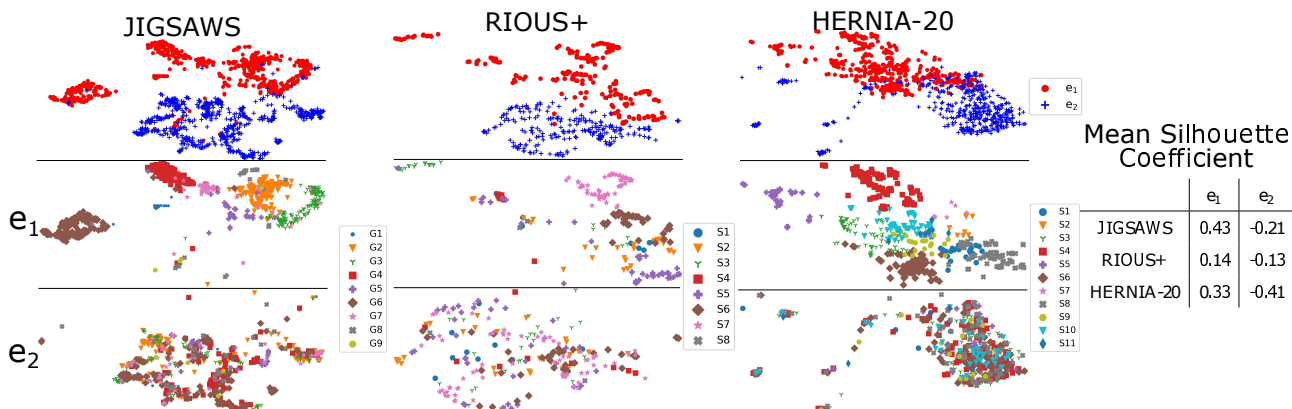 JIGSAWS
RIOUS+
HERNIA-20
e1
e2
Mean Silhouette
Coefficient
e1 e2
JIGSAWS 0.43 -0.21
RIOUS+ 0.14 -0.13
HERNIA-20 0.33 -0.41
e1
G1
G2
G3
G4
G5
G6
G7
G8
G9
S1
S2
S3
S4
S5
S6
S7
S8
S1
S2
S3
S4
S5
S6
S7
S8
S9
S10
S11
e2